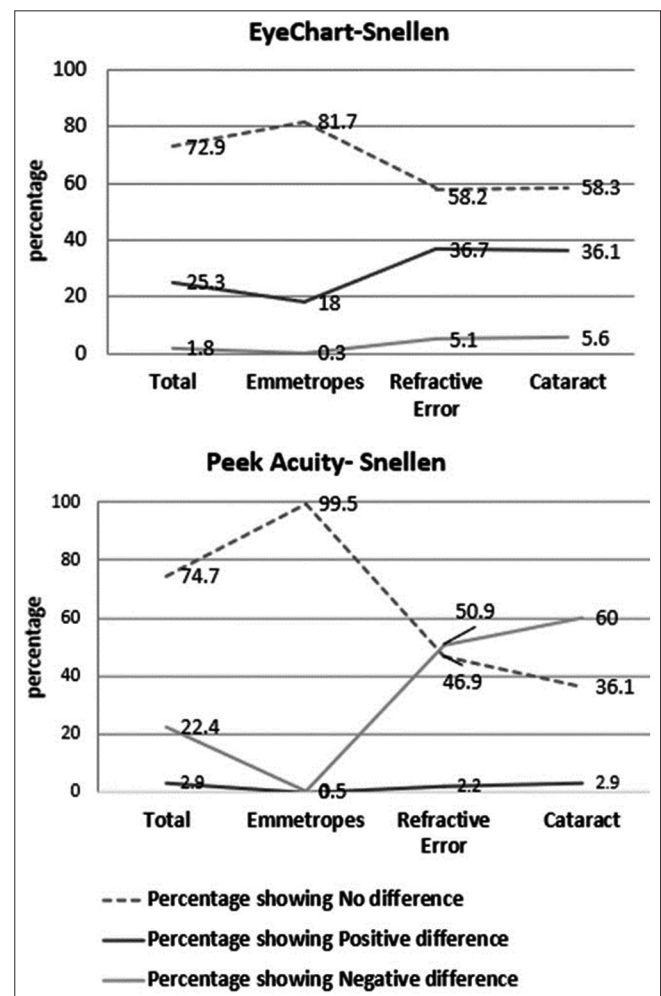 EyeChart-Snellen
percentage
100
80
60
40
20
0
72.9
81.7
58.2
58.3
25.3
18
36.7
36.1
1.8
0.3
5.1
5.6
Total
Emmetropes
Refractive
Error
Cataract
Peek Acuity- Snellen
percentage
100
80
60
40
20
0
99.5
74.7
50.9
60
46.9
36.1
22.4
2.9
0.5
2.2
2.9
Total
Emmetropes
Refractive
Error
Cataract
Percentage showing No difference
Percentage showing Positive difference
Percentage showing Negative difference